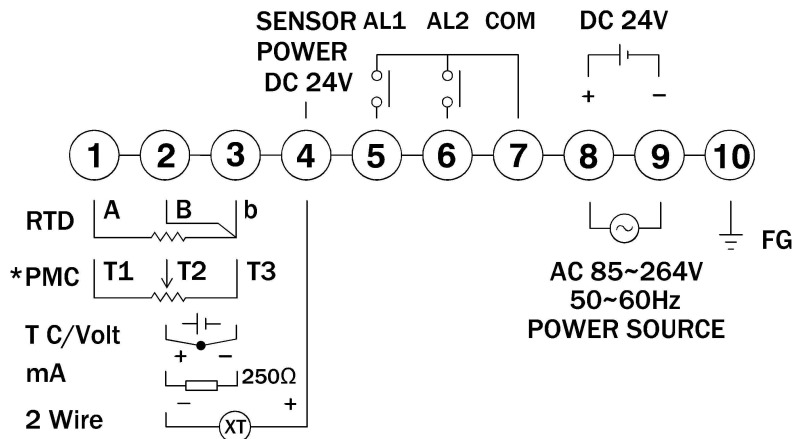 SENSOR POWER DC 24V
AL1 AL2 COM
DC 24V
+ −
1 2 3 4 5 6 7 8 9 10
RTD A B b
*PMC T1 T2 T3
T C/Volt
+ −
mA 250Ω
2 Wire − XT +
AC 85~264V
50~60Hz
POWER SOURCE
FG